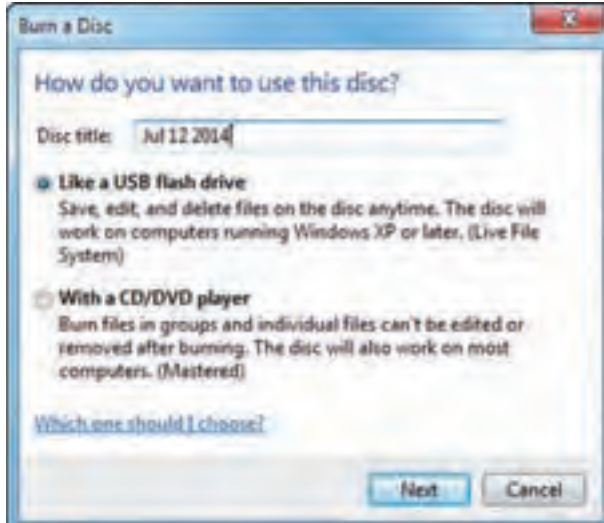 Burn a Disc
How do you want to use this disc?
Disc title: Jul 12 2014
Like a USB flash drive
Save, edit, and delete files on the disc anytime. The disc will
work on computers running Windows XP or later. (Live File
System)
With a CD/DVD player
Burn files in groups and individual files can't be edited or
removed after burning. The disc will also work on most
computers. (Mastered)
Which one should I choose?
Next Cancel